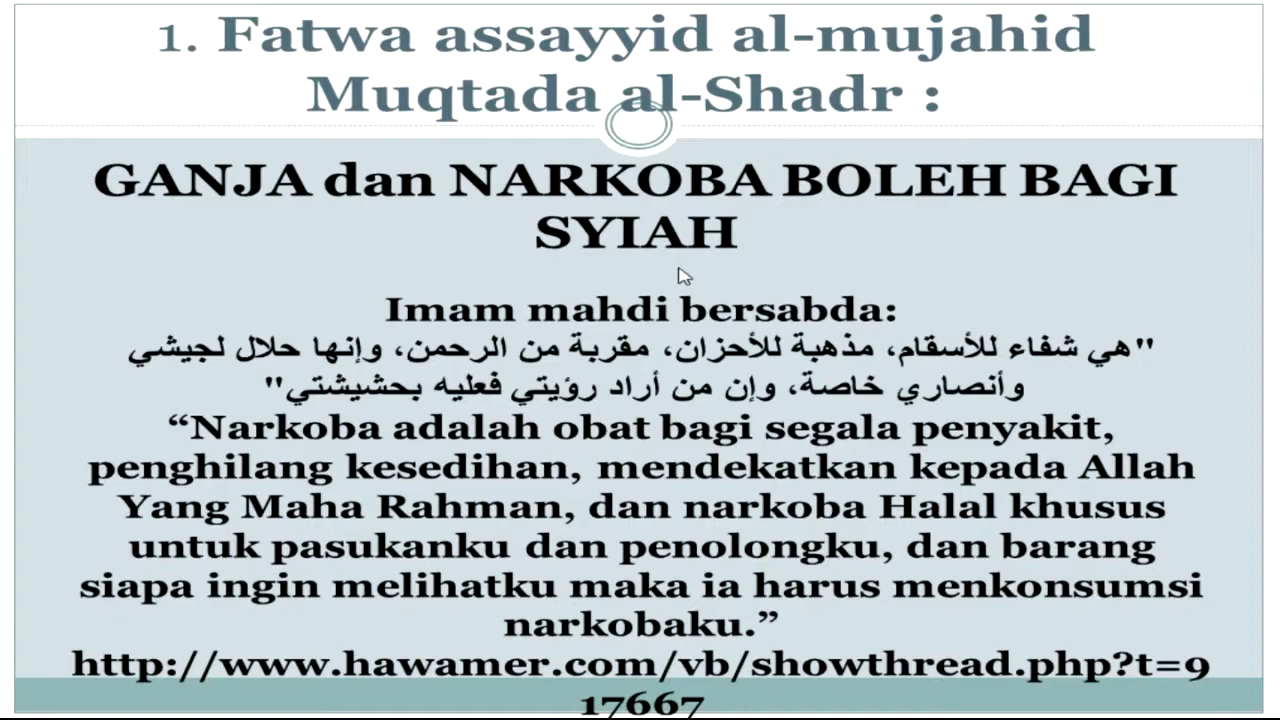 1. Fatwa assayyid al-mujahid
Muqtada al-Shadr :
GANJA dan NARKOBA BOLEH BAGI
SYIAH
Imam mahdi bersabda:
"هي شفاء للأسقام، مذهبة للأحزان، مقربة من الرحمن، وإنها حلال لجيشي
وأنصاري خاصة، وإن من أراد رؤيتي فعليه بحشيشتي"
“Narkoba adalah obat bagi segala penyakit,
penghilang kesedihan, mendekatkan kepada Allah
Yang Maha Rahman, dan narkoba Halal khusus
untuk pasukanku dan penolongku, dan barang
siapa ingin melihatku maka ia harus menkonsumsi
narkobaku.”
http://www.hawamer.com/vb/showthread.php?t=9
17667